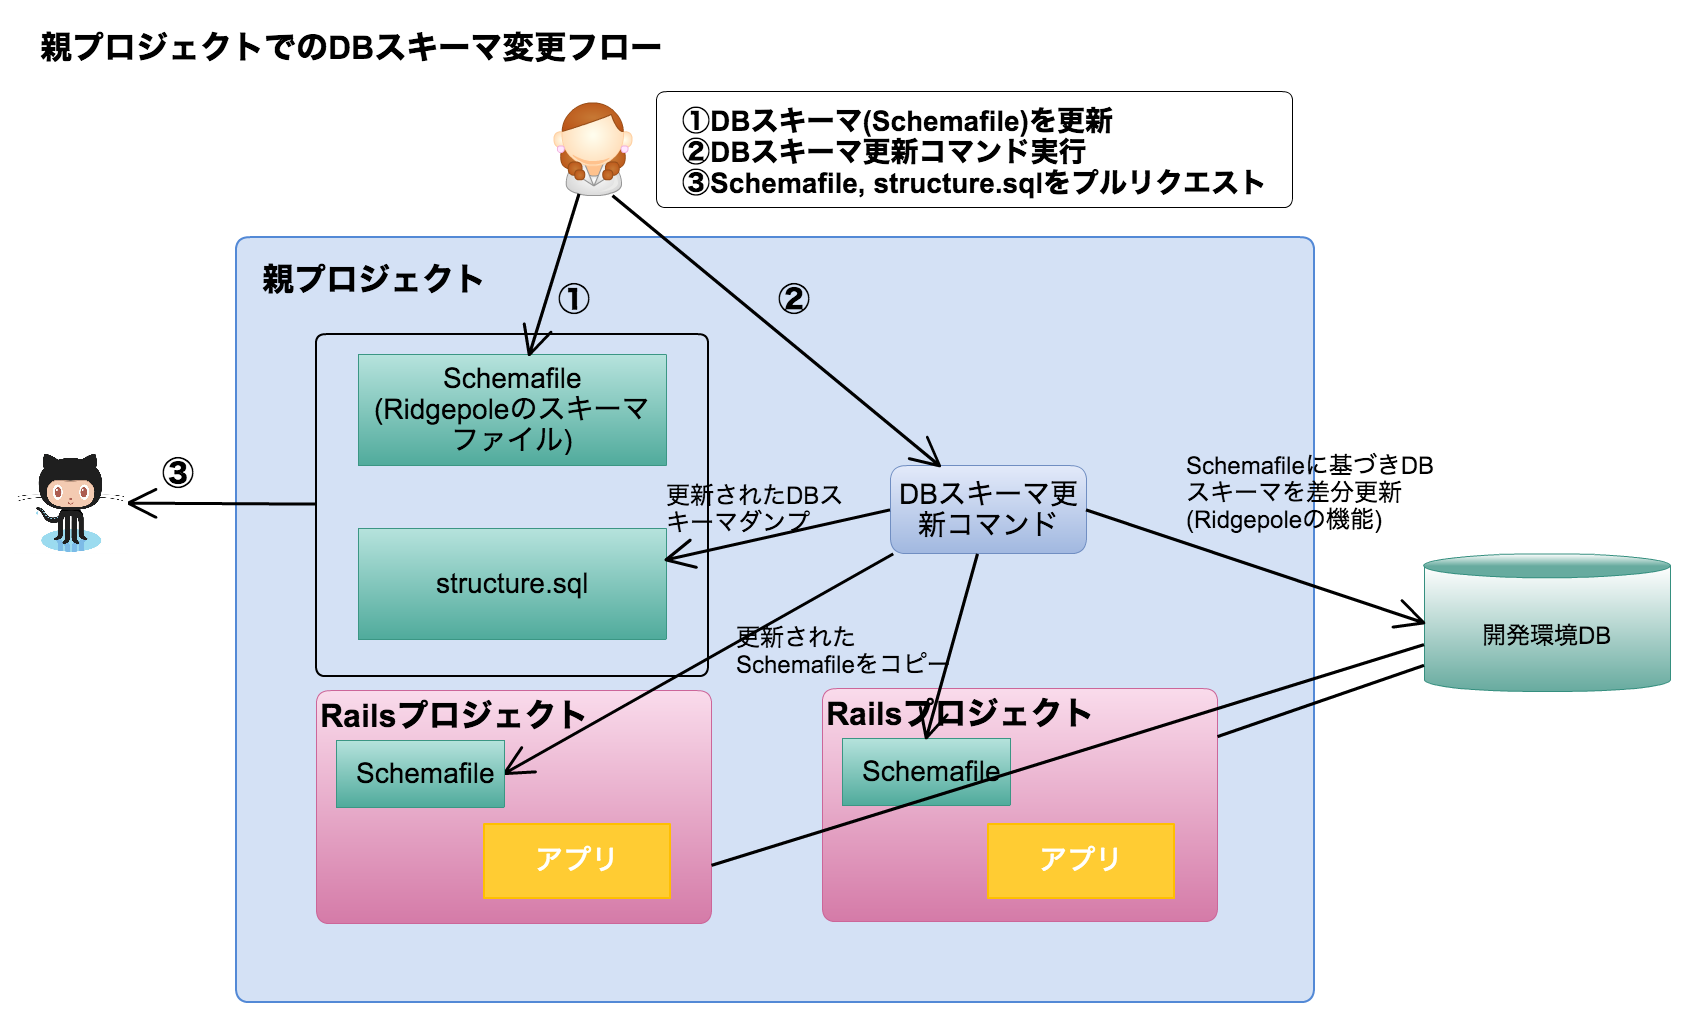 親プロジェクトでのDBスキーマ変更フロー
①DBスキーマ(Schemafile)を更新
②DBスキーマ更新コマンド実行
③Schemafile, structure.sqlをプルリクエスト
親プロジェクト
①
②
Schemafile
(Ridgepoleのスキーマ
ファイル)
③
更新されたDBス
キーマダンプ
DBスキーマ更
新コマンド
Schemafileに基づきDB
スキーマを差分更新
(Ridgepoleの機能)
structure.sql
開発環境DB
更新された
Schemafileをコピー
Railsプロジェクト
Schemafile
アプリ
Railsプロジェクト
Schemafile
アプリ